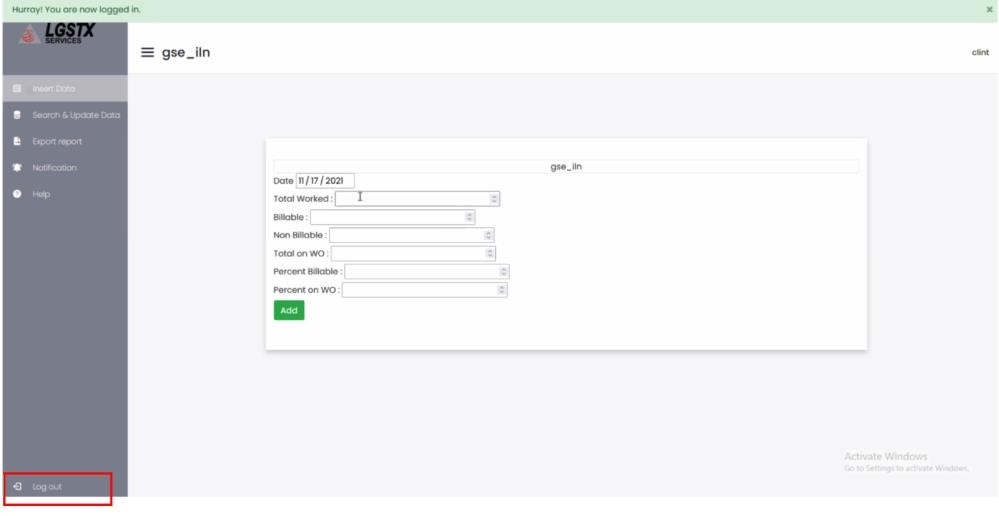 Hurray! You are now logged in.
×
LGSTX
SERVICES
gse_iln
clint
Insert Data
Search & Update Data
Export report
Notification
Help
gse_iln
Date 11 / 17 / 2021
Total Worked :
Billable :
Non Billable :
Total on WO :
Percent Billable :
Percent on WO :
Add
Activate Windows
Go to Settings to activate Windows.
Log out